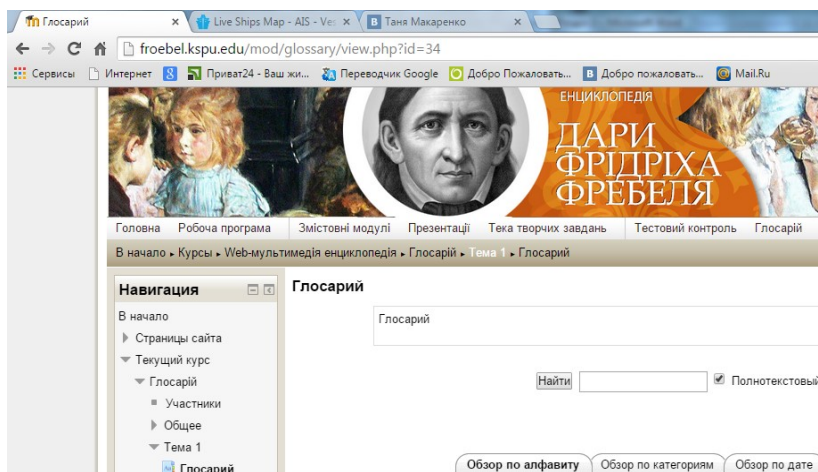 Глосарий
Live Ships Map - AIS - Ves
Таня Макаренко
froebel.kspu.edu/mod/glossary/view.php?id=34
Сервисы Интернет Приват24 - Ваш жи... Переводчик Google Добро Пожаловать... Добро пожаловать... Mail.Ru
ЕНЦИКЛОПЕДІЯ
ДАРИ
ФРІДРІХА
ФРЕБЕЛЯ
Головна Робоча програма Змістовні модулі Презентації Тека творчих завдань Тестовий контроль Глосарій
В начало Курсы Web-мультимедія енциклопедія Глосарій Тема 1 Глосарий
Навигация
В начало
Страницы сайта
Текущий курс
Глосарій
Участники
Общее
Тема 1
Глосарий
Глосарий
Глосарий
Найти Полнотекстовый
Обзор по алфавиту Обзор по категориям Обзор по дате